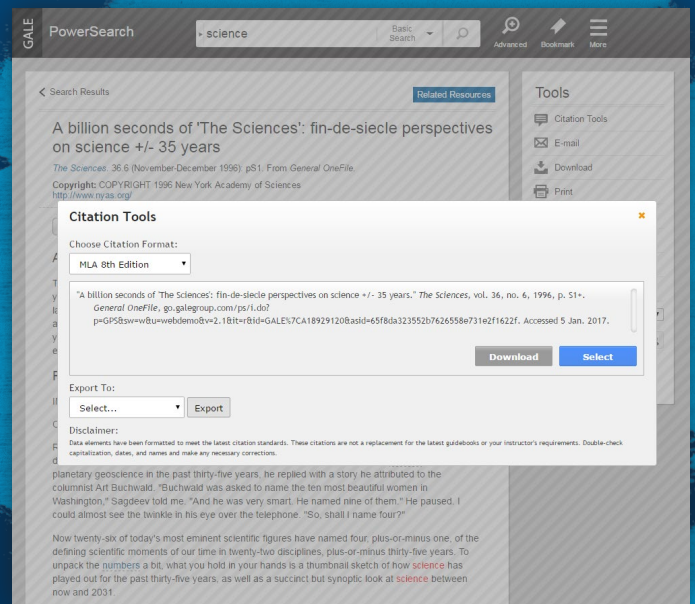 GALE
PowerSearch
science
Basic
Search
Advanced
Bookmark
More
Search Results
Related Resources
A billion seconds of 'The Sciences': fin-de-siecle perspectives
on science +/- 35 years
The Sciences. 36.6 (November-December 1996): pS1. From General OneFile.
Copyright: COPYRIGHT 1996 New York Academy of Sciences
http://www.nyas.org/
Tools
Citation Tools
E-mail
Download
Print
Citation Tools
Choose Citation Format:
MLA 8th Edition
"A billion seconds of 'The Sciences': fin-de-siecle perspectives on science +/- 35 years." The Sciences, vol. 36, no. 6, 1996, p. S1+.
General OneFile, go.galegroup.com/ps/i.do?
p=GPS&sw=w&u=webdemo&v=2.1&it=r&id=GALE%7CA18929120&asid=65f8da323552b7626558e731e2f1622f. Accessed 5 Jan. 2017.
Download
Select
Export To:
Select...
Export
Disclaimer:
Data elements have been formatted to meet the latest citation standards. These citations are not a replacement for the latest guidebooks or your instructor's requirements. Double-check
capitalization, dates, and names and make any necessary corrections.
planetary geoscience in the past thirty-five years, he replied with a story he attributed to the
columnist Art Buchwald. "Buchwald was asked to name the ten most beautiful women in
Washington," Sagdeev told me. "And he was very smart. He named nine of them." He paused. I
could almost see the twinkle in his eye over the telephone. "So, shall I name four?"
Now twenty-six of today's most eminent scientific figures have named four, plus-or-minus one, of the
defining scientific moments of our time in twenty-two disciplines, plus-or-minus thirty-five years. To
unpack the numbers a bit, what you hold in your hands is a thumbnail sketch of how science has
played out for the past thirty-five years, as well as a succinct but synoptic look at science between
now and 2031.